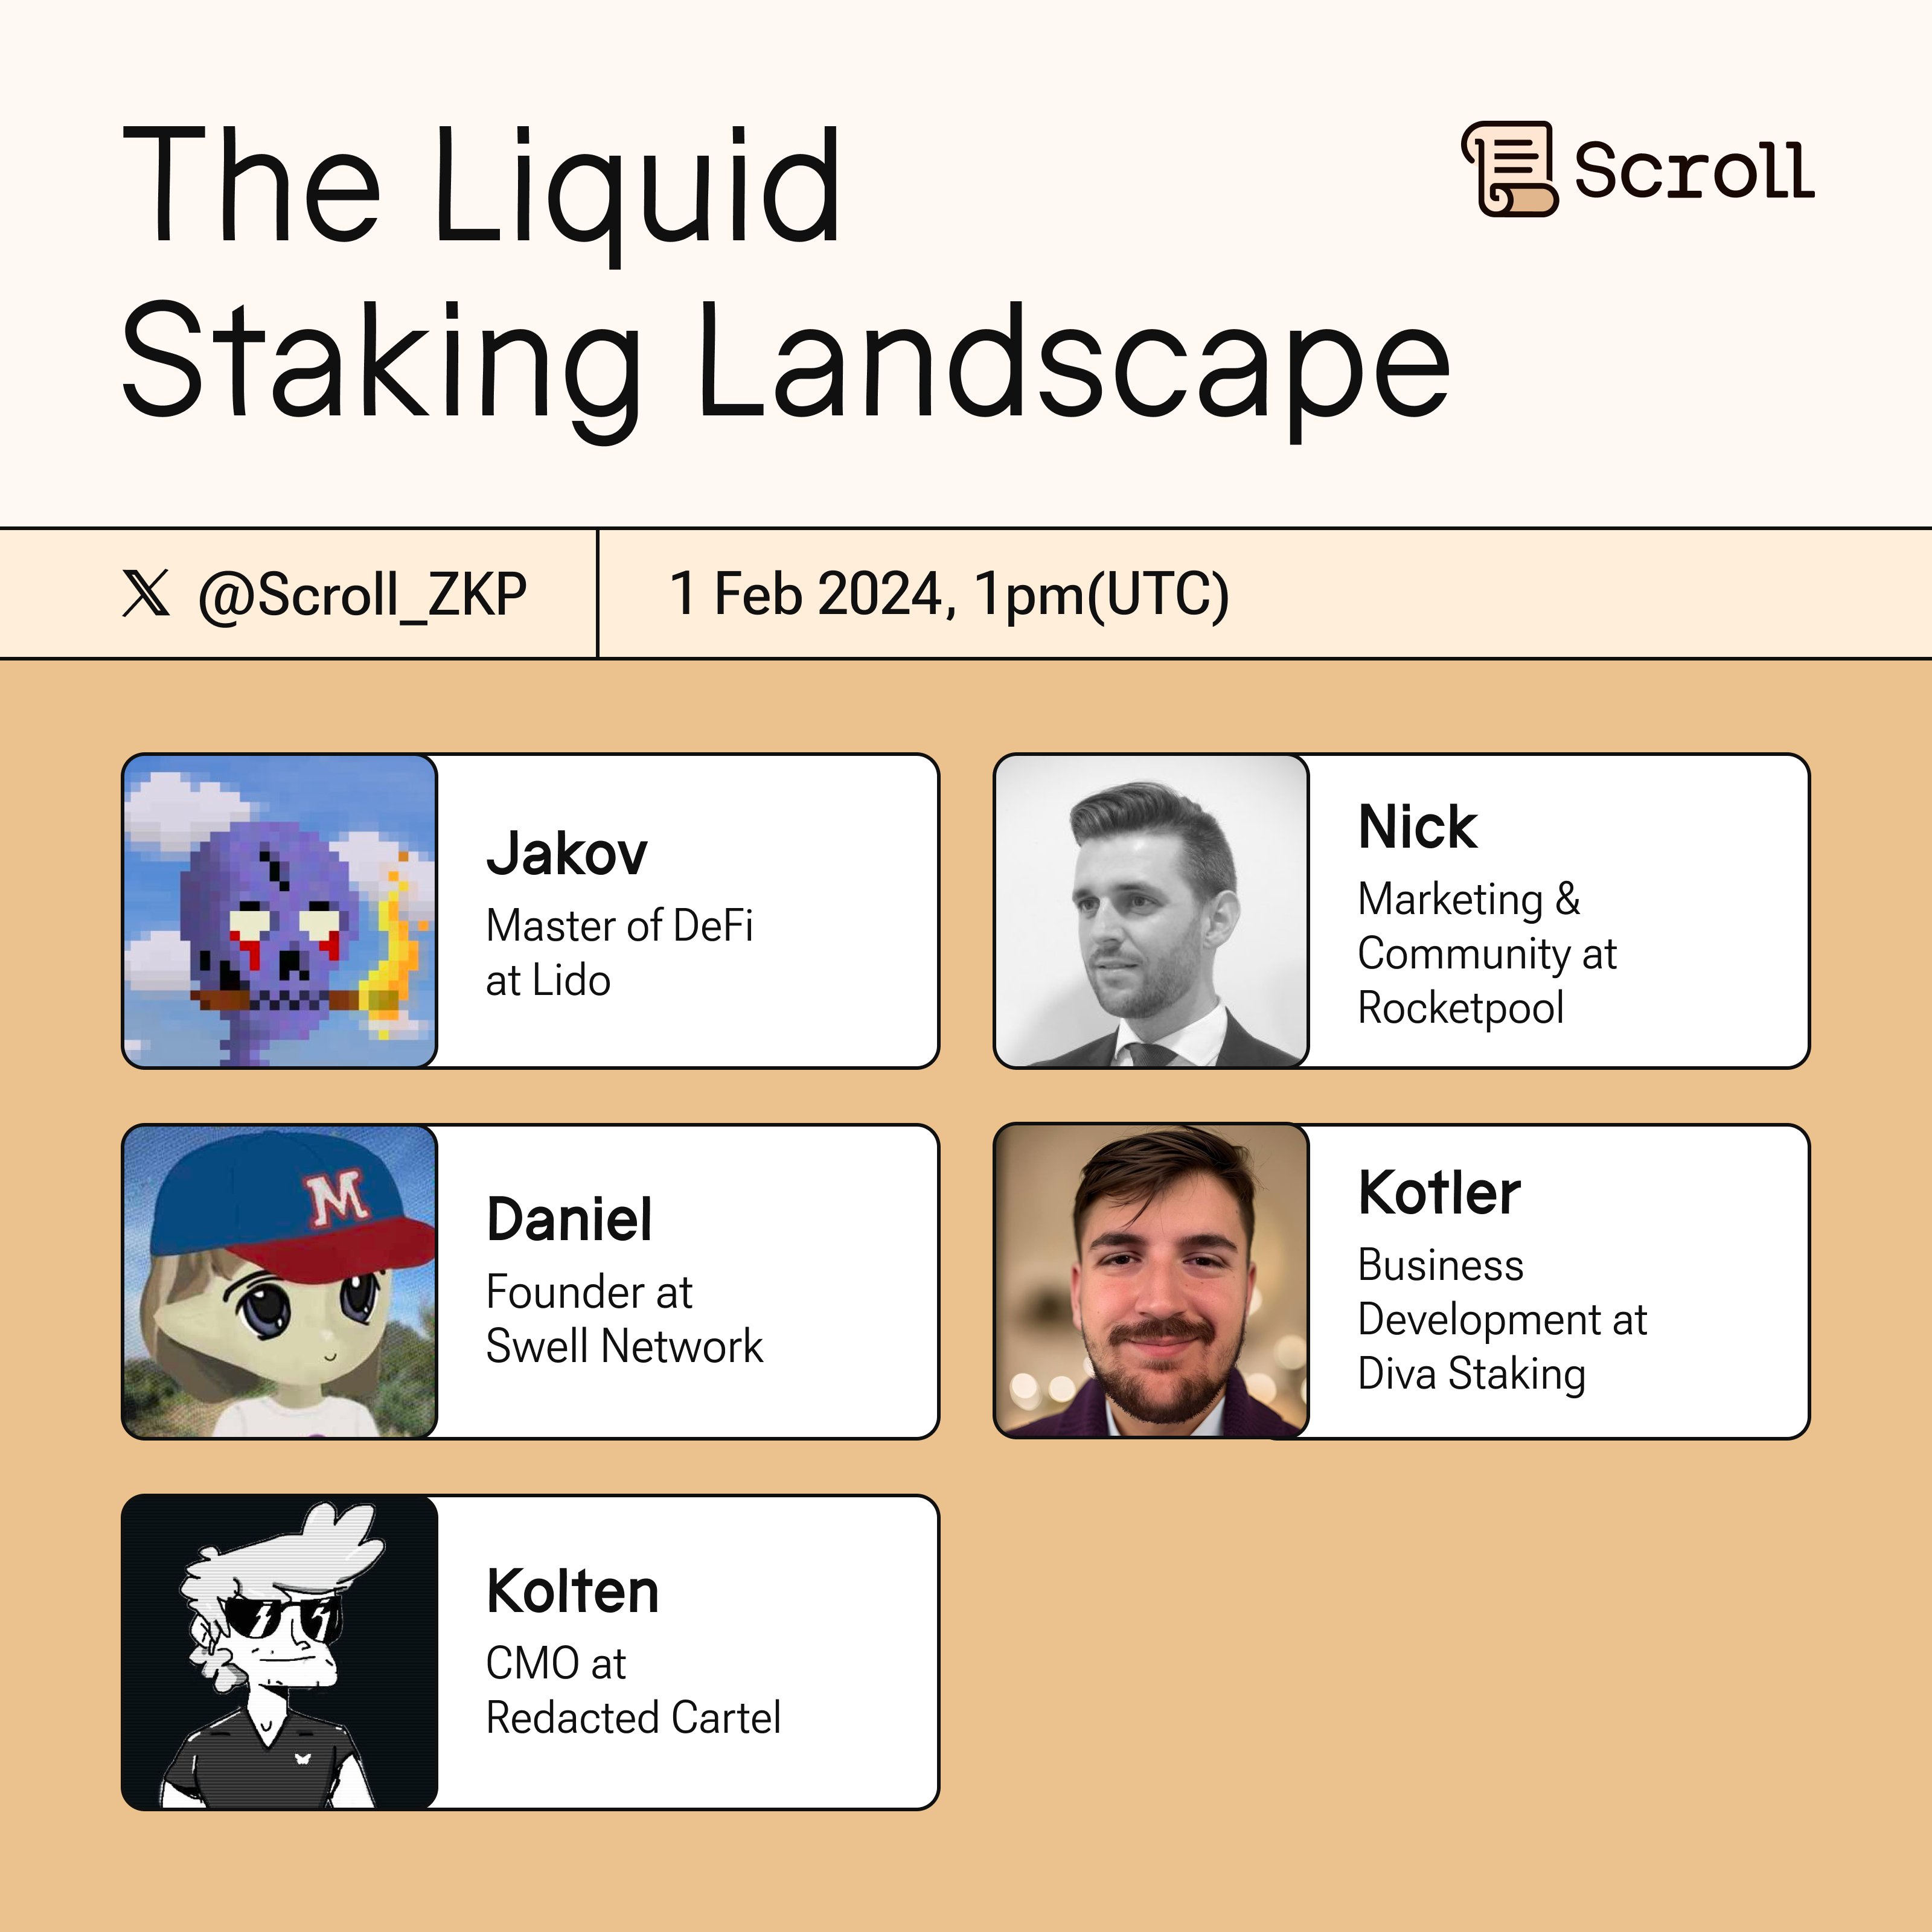 The Liquid
Staking Landscape
Scroll
𝕏 @Scroll_ZKP
1 Feb 2024, 1pm(UTC)
Jakov
Master of DeFi
at Lido
Nick
Marketing &
Community at
Rocketpool
M
Daniel
Founder at
Swell Network
Kotler
Business
Development at
Diva Staking
Kolten
CMO at
Redacted Cartel